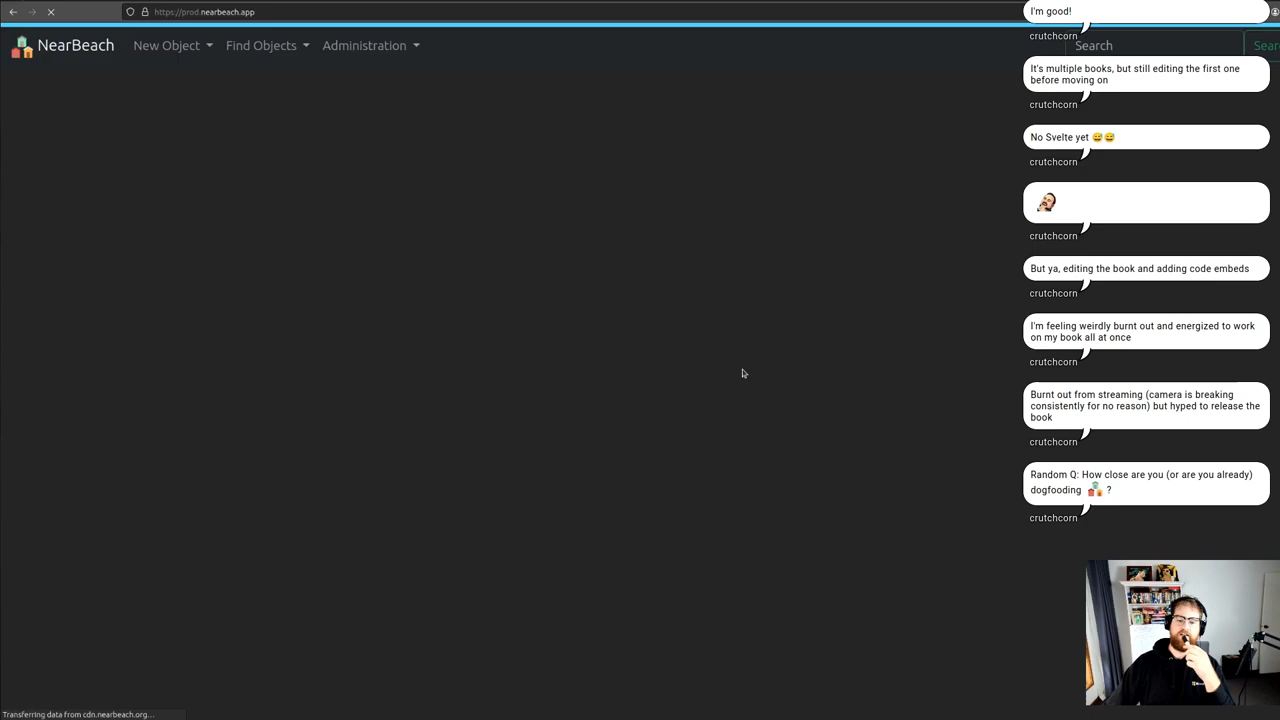 https://prod.nearbeach.app
NearBeach
New Object
Find Objects
Administration
Search
Sear
I'm good!
crutchcorn
It's multiple books, but still editing the first one
before moving on
crutchcorn
No Svelte yet 😅😅
crutchcorn
crutchcorn
But ya, editing the book and adding code embeds
crutchcorn
I'm feeling weirdly burnt out and energized to work
on my book all at once
crutchcorn
Burnt out from streaming (camera is breaking
consistently for no reason) but hyped to release the
book
crutchcorn
Random Q: How close are you (or are you already)
dogfooding ?
crutchcorn
Transferring data from cdn.nearbeach.org...